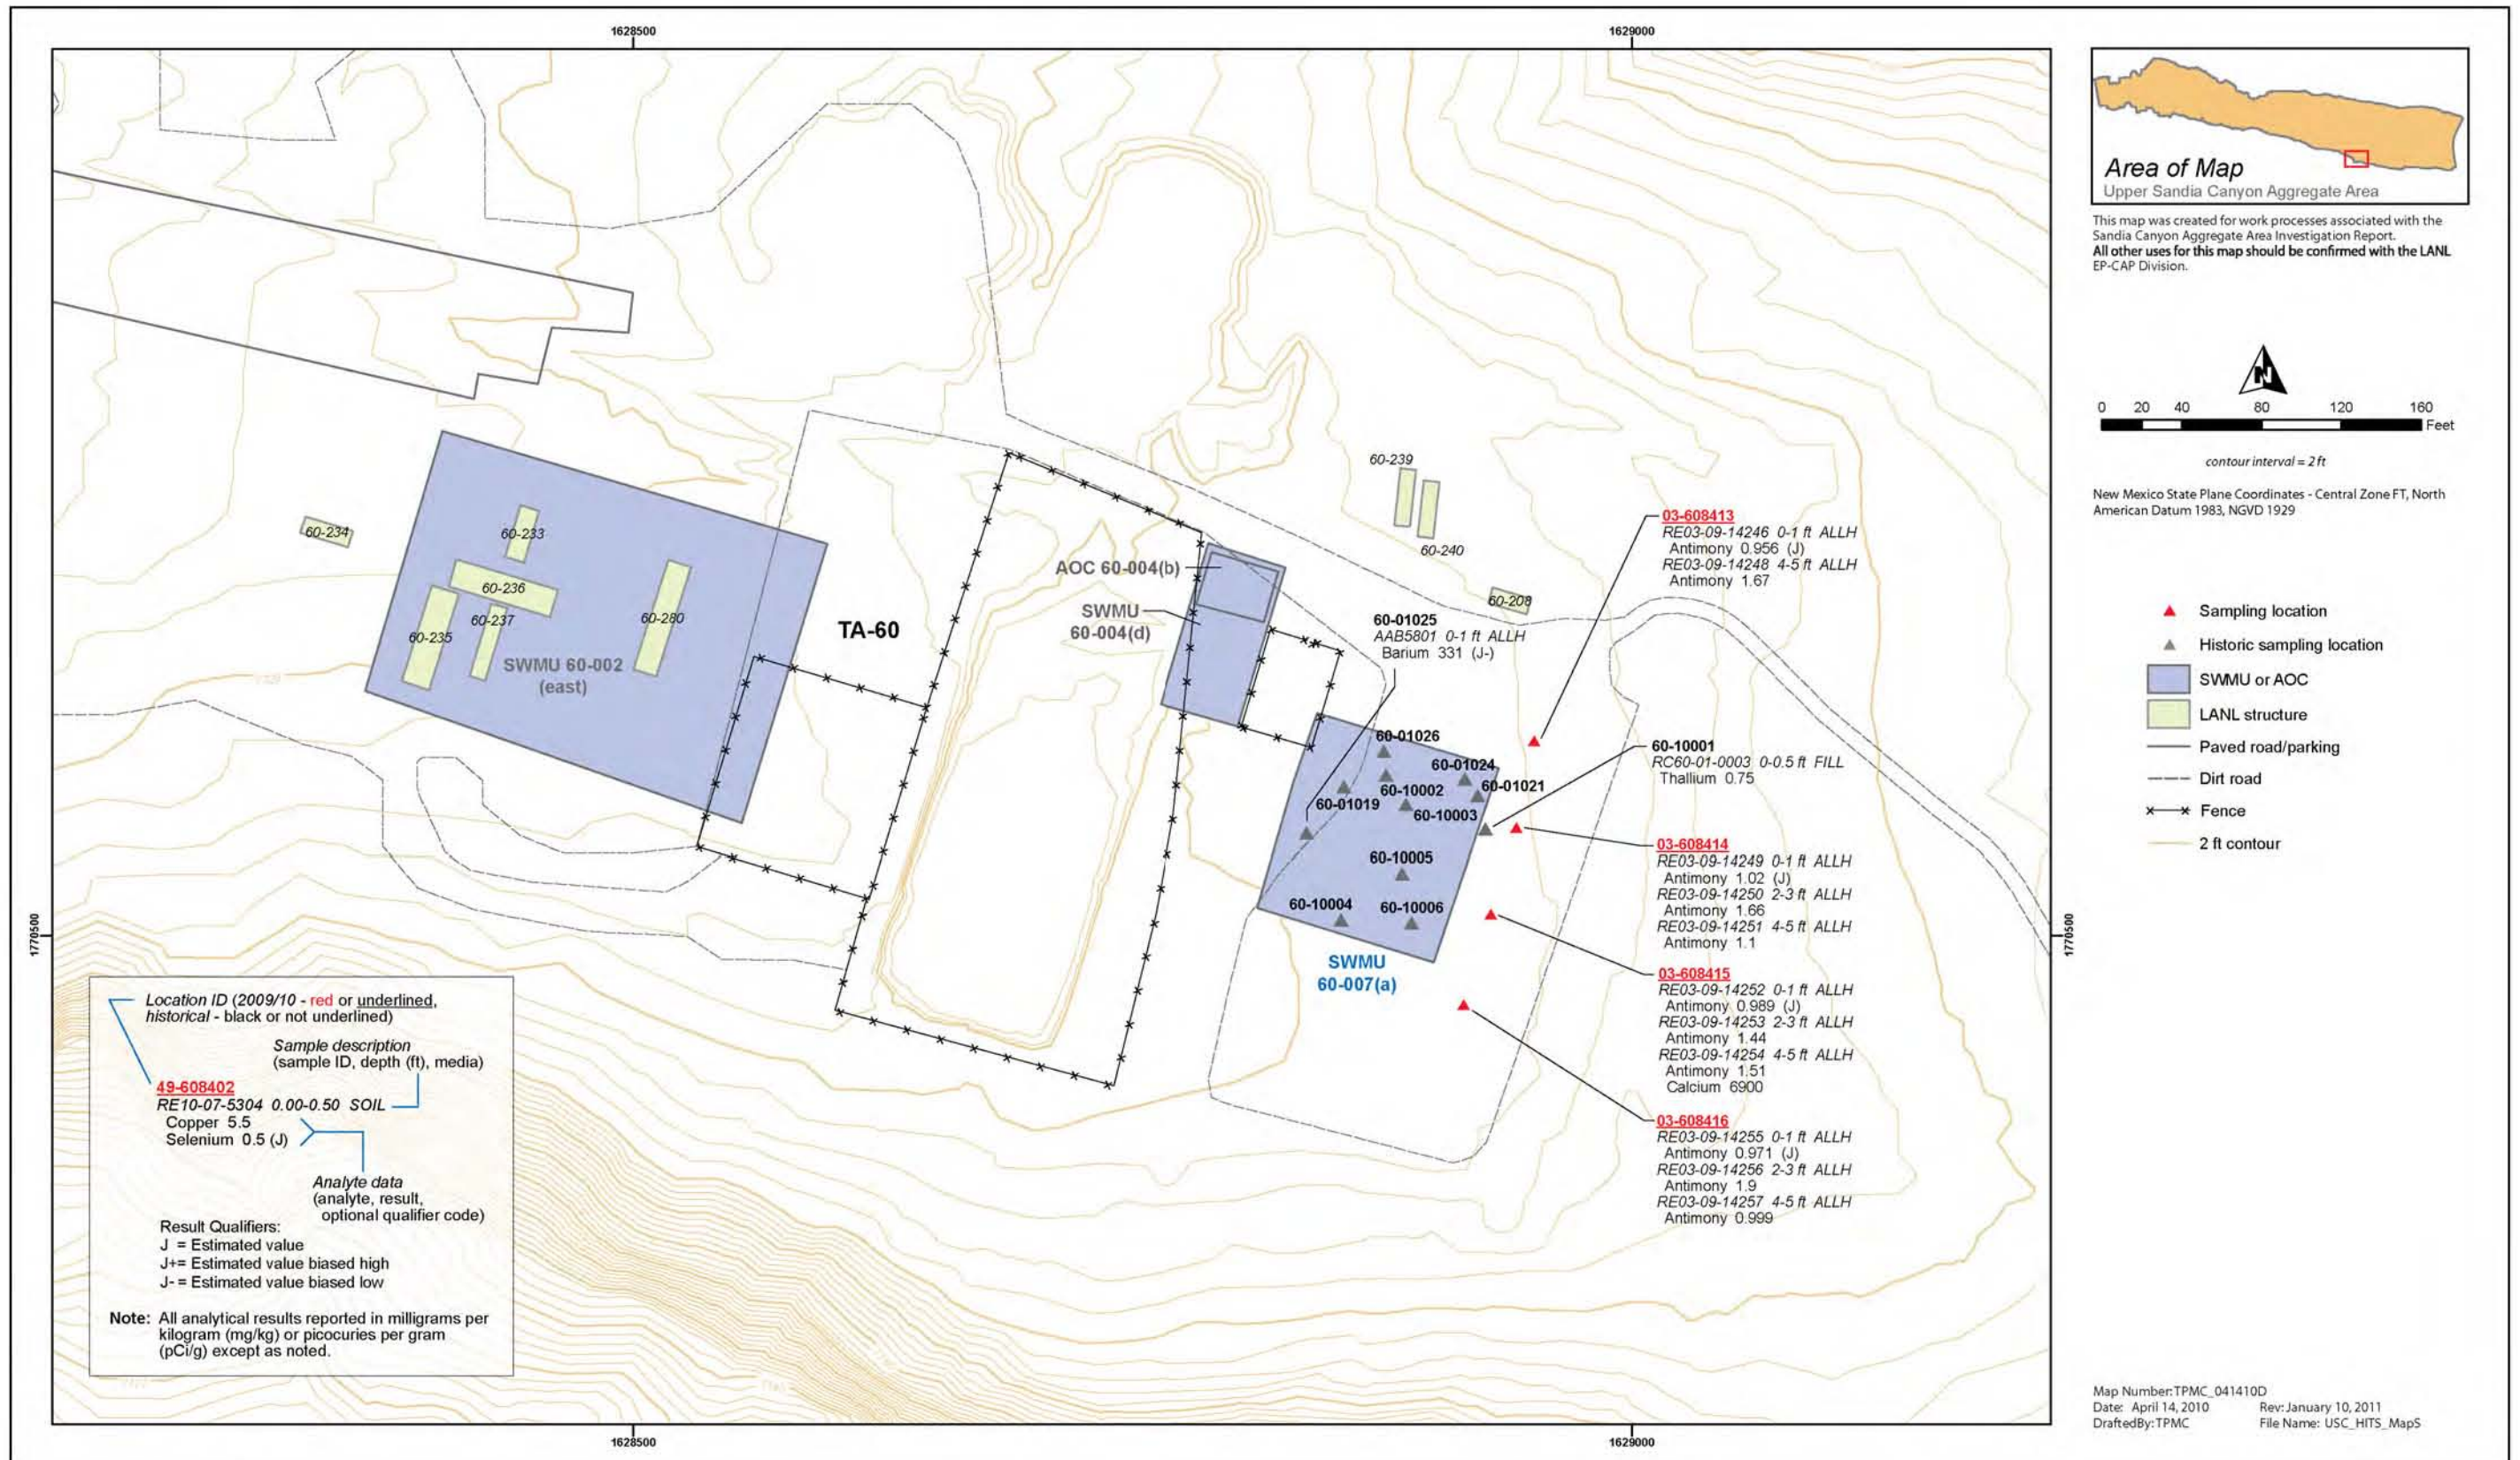 1628500
1629000
Area of Map
Upper Sandia Canyon Aggregate Area
This map was created for work processes associated with the
Sandia Canyon Aggregate Area Investigation Report.
All other uses for this map should be confirmed with the LANL
EP-CAP Division.
N
0 20 40 80 120 160
Feet
contour interval = 2 ft
New Mexico State Plane Coordinates - Central Zone FT, North
American Datum 1983, NGVD 1929
Sampling location
Historic sampling location
SWMU or AOC
LANL structure
Paved road/parking
Dirt road
Fence
2 ft contour
60-234
60-233
60-236
60-235
60-237
60-280
SWMU 60-002
(east)
TA-60
AOC 60-004(b)
SWMU
60-004(d)
60-239
60-240
60-208
60-01025
AAB5801 0-1 ft ALLH
Barium 331 (J-)
60-01026
60-01024
60-10002
60-01021
60-01019
60-10003
60-10005
60-10004
60-10006
SWMU
60-007(a)
03-608413
RE03-09-14246 0-1 ft ALLH
Antimony 0.956 (J)
RE03-09-14248 4-5 ft ALLH
Antimony 1.67
60-10001
RC60-01-0003 0-0.5 ft FILL
Thallium 0.75
03-608414
RE03-09-14249 0-1 ft ALLH
Antimony 1.02 (J)
RE03-09-14250 2-3 ft ALLH
Antimony 1.66
RE03-09-14251 4-5 ft ALLH
Antimony 1.1
03-608415
RE03-09-14252 0-1 ft ALLH
Antimony 0.989 (J)
RE03-09-14253 2-3 ft ALLH
Antimony 1.44
RE03-09-14254 4-5 ft ALLH
Antimony 1.51
Calcium 6900
03-608416
RE03-09-14255 0-1 ft ALLH
Antimony 0.971 (J)
RE03-09-14256 2-3 ft ALLH
Antimony 1.9
RE03-09-14257 4-5 ft ALLH
Antimony 0.999
1770500
1770500
Location ID (2009/10 - red or underlined,
historical - black or not underlined)
Sample description
(sample ID, depth (ft), media)
49-608402
RE10-07-5304 0.00-0.50 SOIL
Copper 5.5
Selenium 0.5 (J)
Analyte data
(analyte, result,
optional qualifier code)
Result Qualifiers:
J = Estimated value
J+= Estimated value biased high
J- = Estimated value biased low
Note: All analytical results reported in milligrams per
kilogram (mg/kg) or picocuries per gram
(pCi/g) except as noted.
1628500
1629000
Map Number:TPMC_041410D
Date: April 14, 2010 Rev: January 10, 2011
DraftedBy: TPMC File Name: USC_HITS_MapS